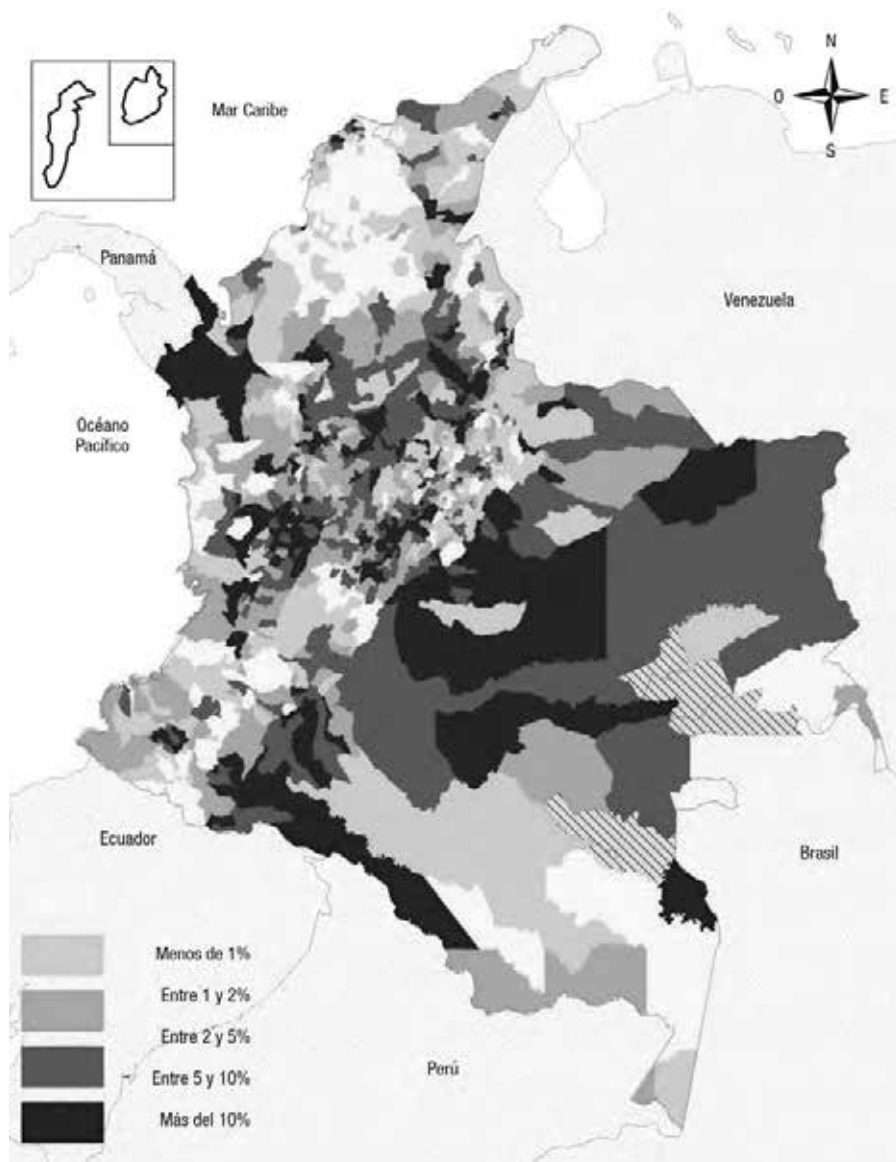 N
O
E
S
Mar Caribe
Panamá
Venezuela
Océano
Pacífico
Ecuador
Brasil
Perú
Menos de 1%
Entre 1 y 2%
Entre 2 y 5%
Entre 5 y 10%
Más del 10%